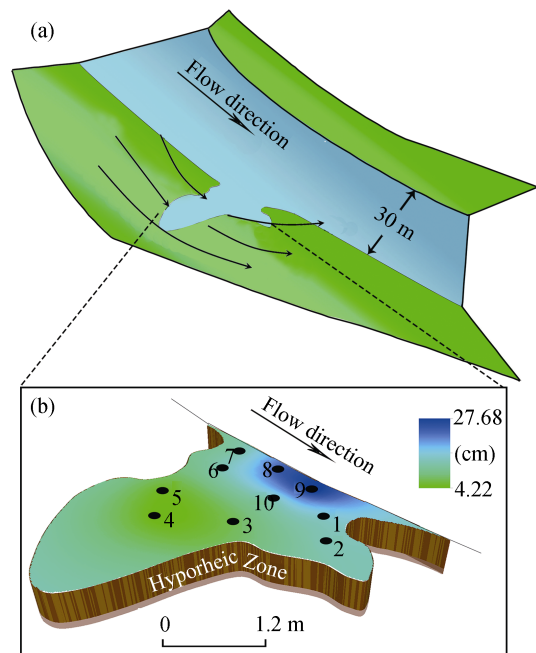 (a)
Flow direction
30 m
(b)
Flow direction
27.68
(cm)
4.22
7
8
6
9
5
10
4
3
1
2
Hyporheic Zone
0
1.2 m